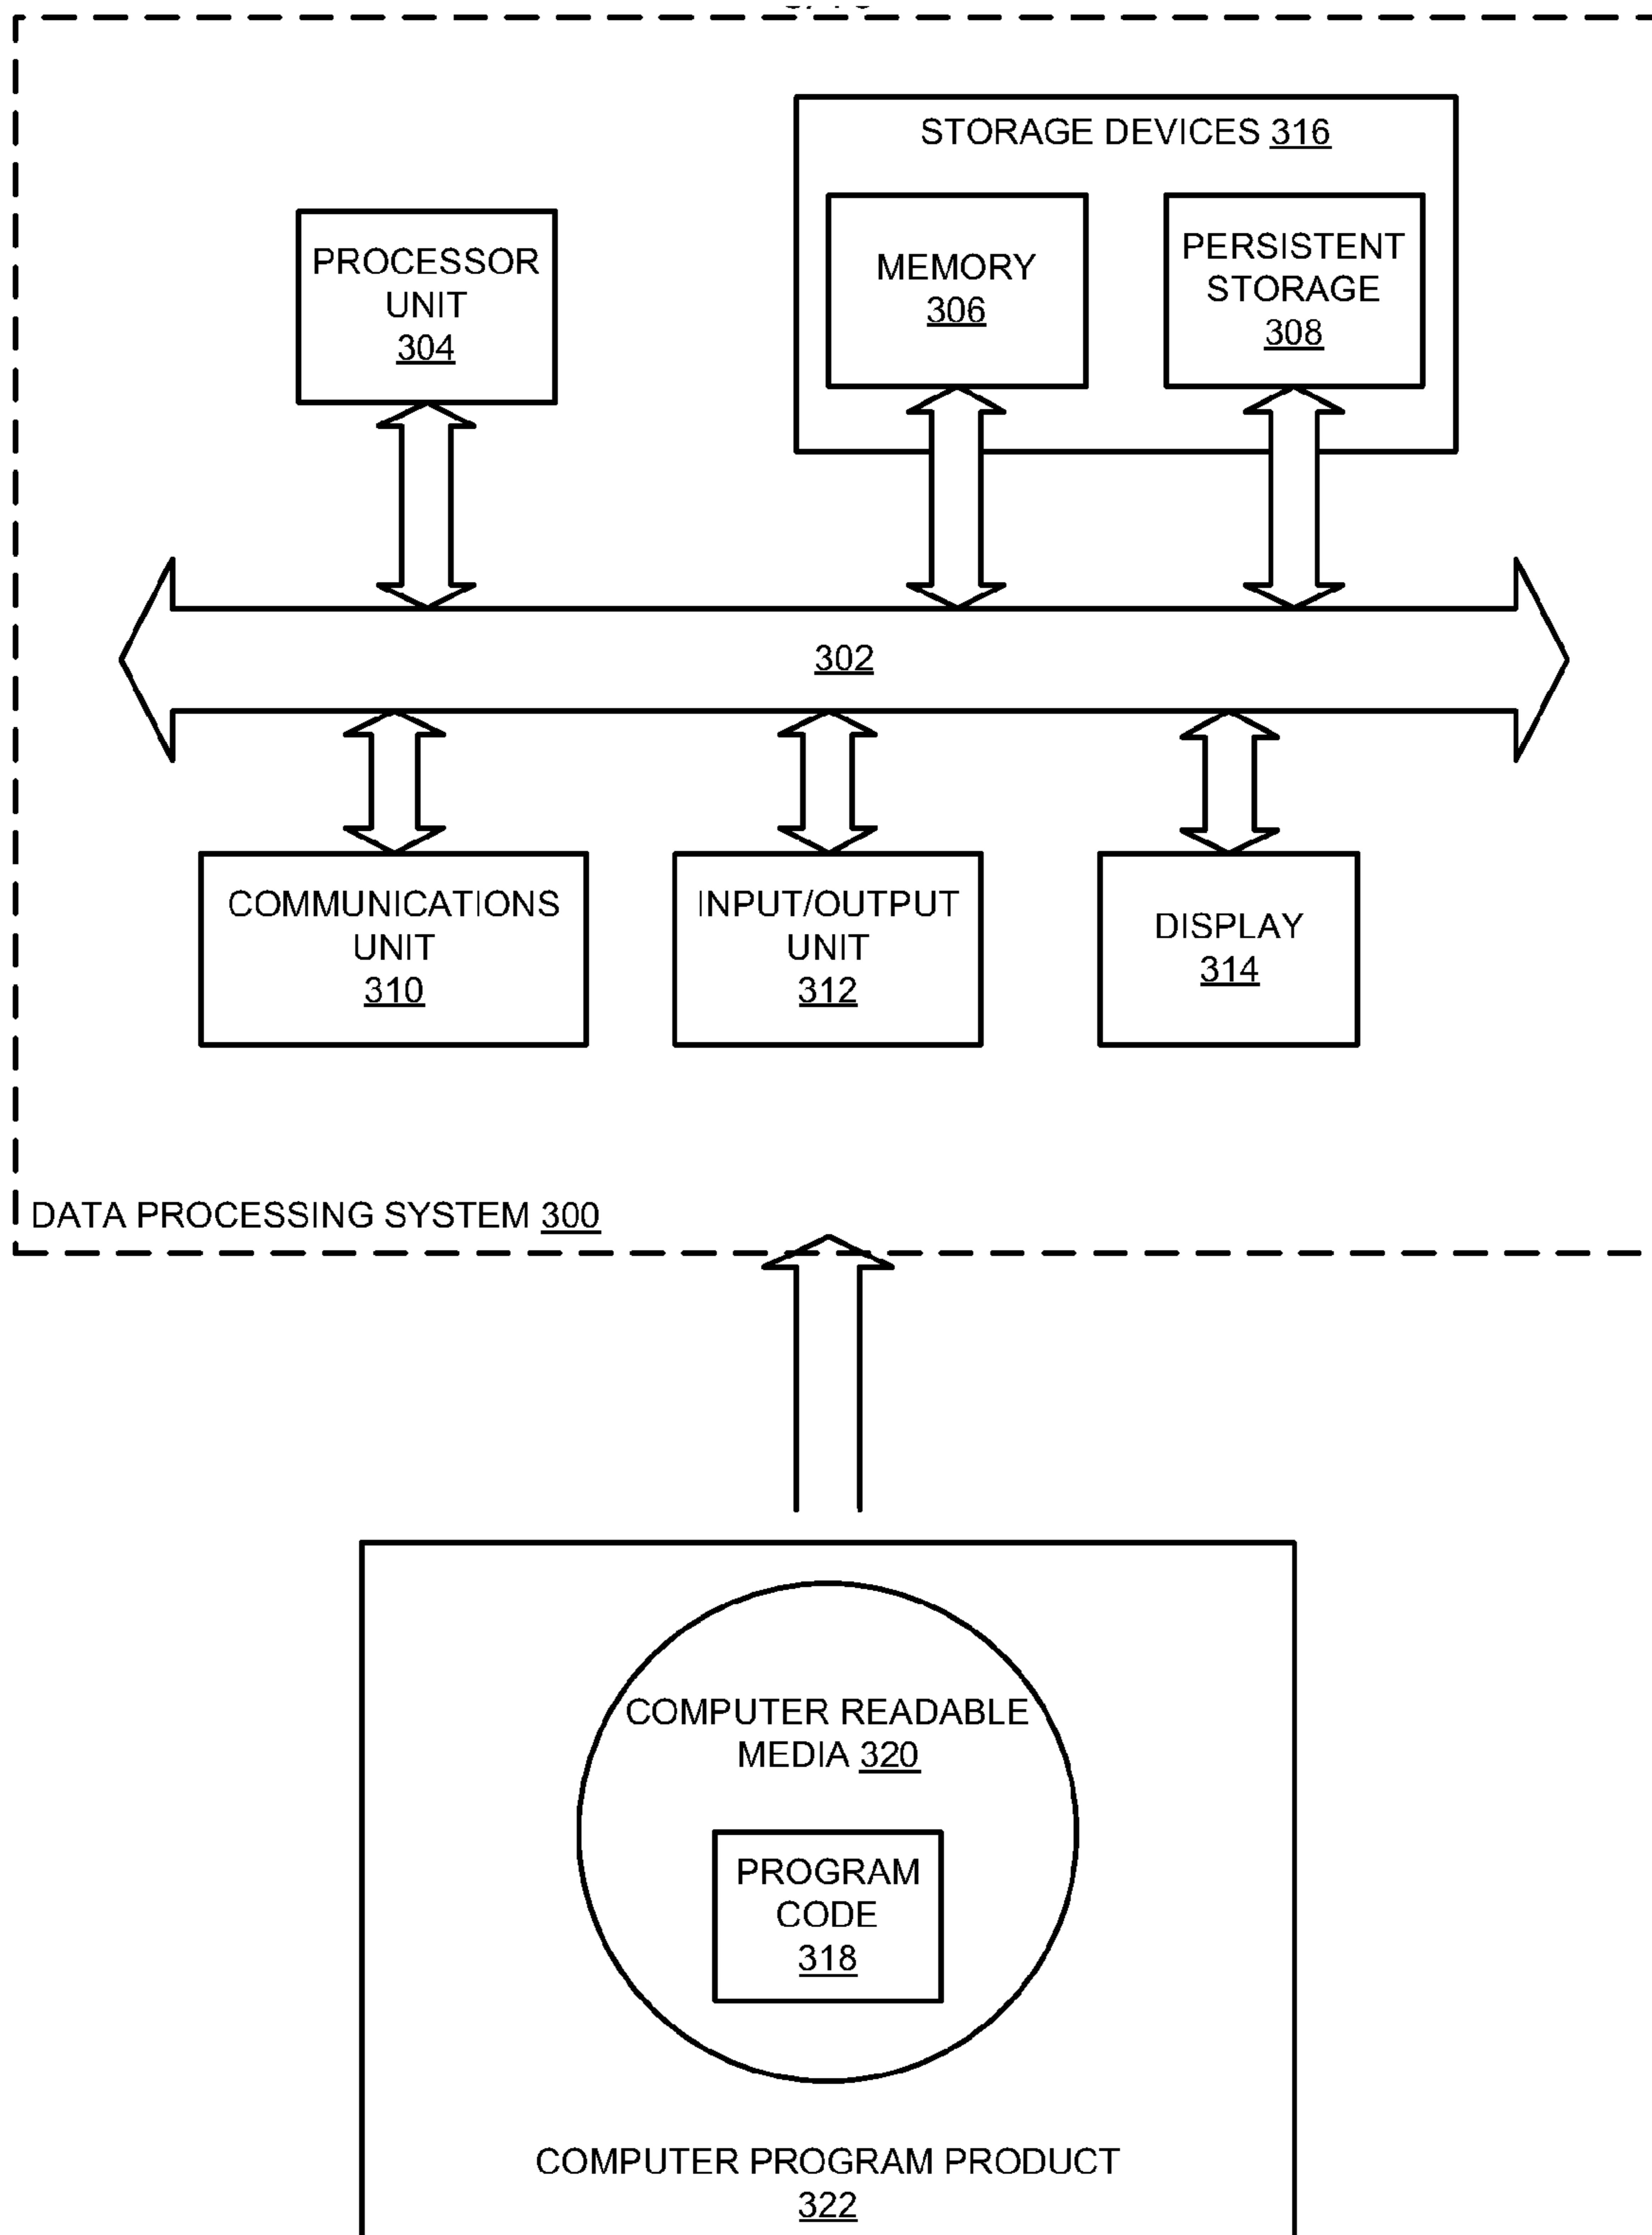 STORAGE DEVICES 316
PROCESSOR
UNIT
304
MEMORY
306
PERSISTENT
STORAGE
308
302
COMMUNICATIONS
UNIT
310
INPUT/OUTPUT
UNIT
312
DISPLAY
314
DATA PROCESSING SYSTEM 300
COMPUTER READABLE
MEDIA 320
PROGRAM
CODE
318
COMPUTER PROGRAM PRODUCT
322